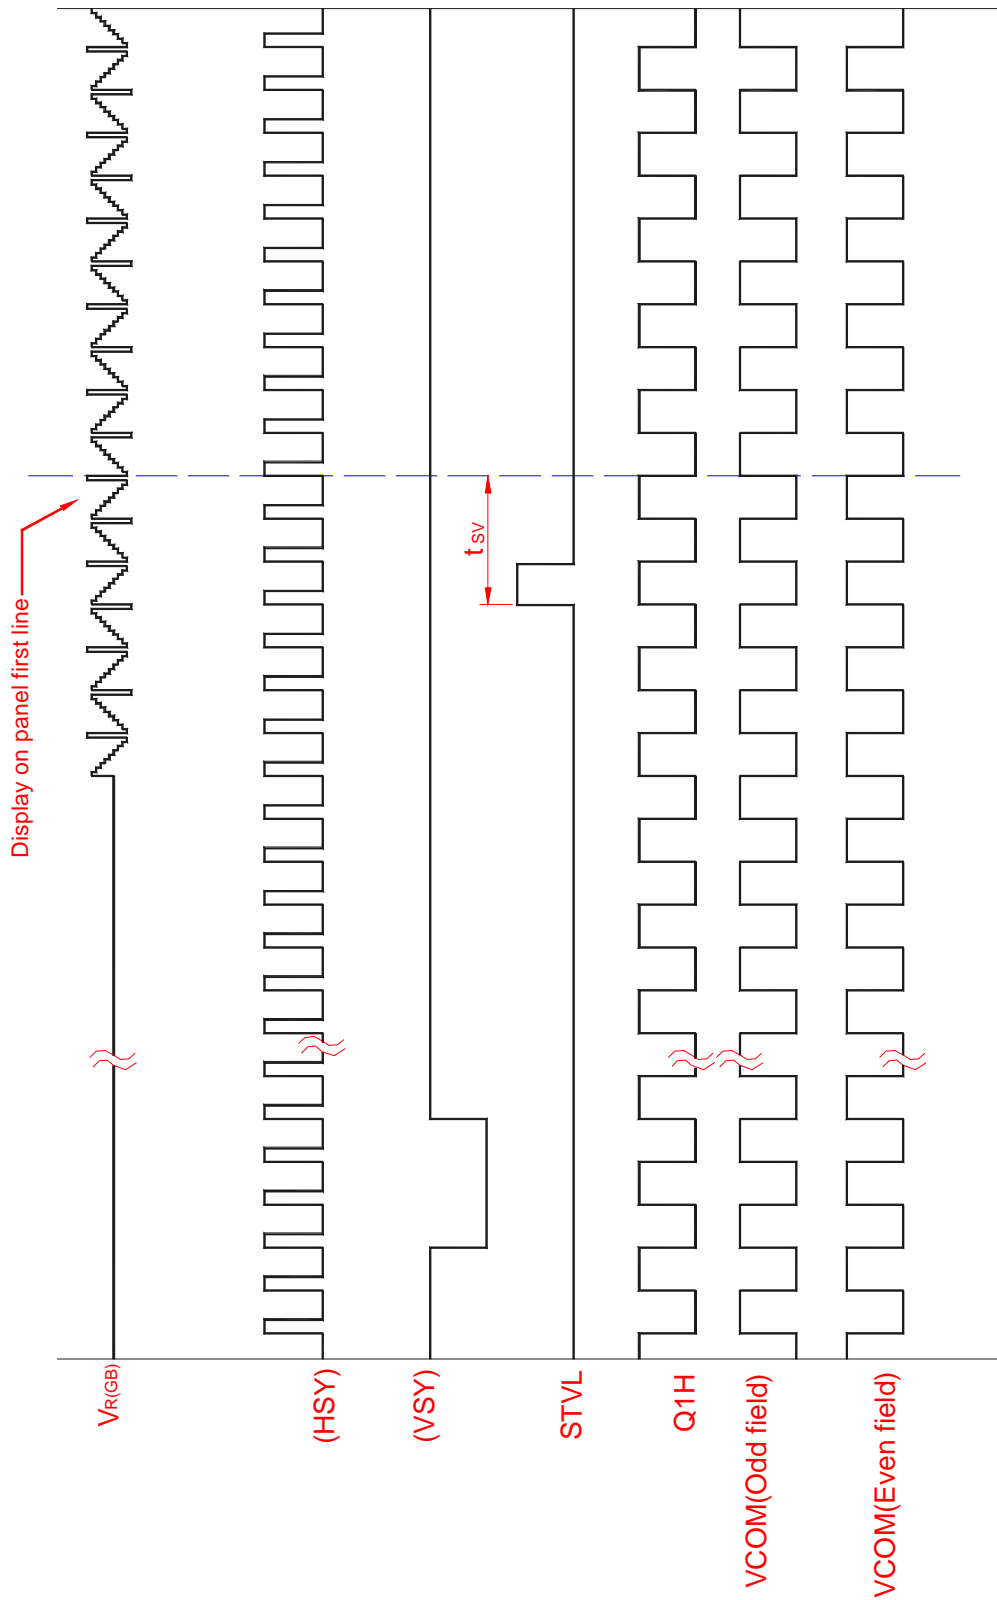 Display on panel first line
VR(GB)
(HSY)
(VSY)
tSV
STVL
Q1H
VCOM(Odd field)
VCOM(Even field)